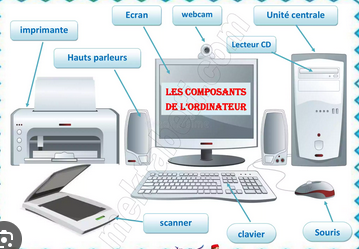 Ecran
webcam
Unité centrale
imprimante
Hauts parleurs
Lecteur CD
LES COMPOSANTS
DE L'ORDINATEUR
scanner
clavier
Souris